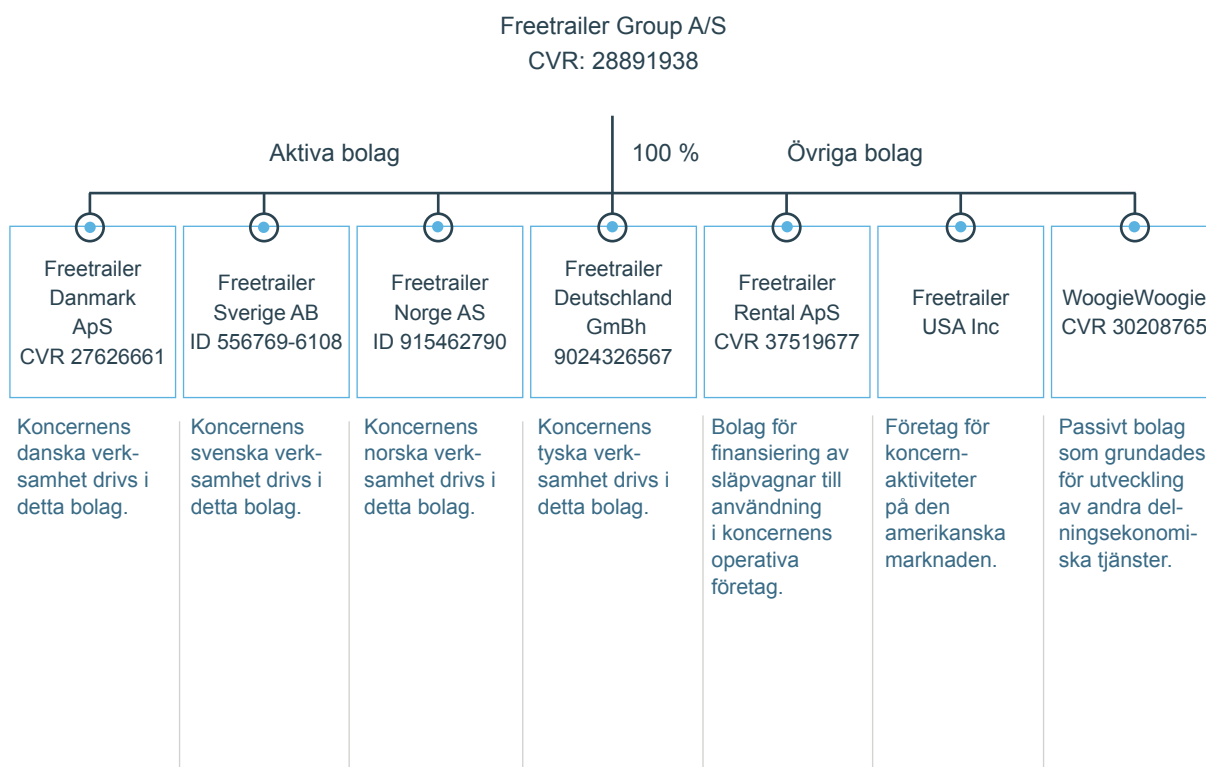 Freetrailer Group A/S
CVR: 28891938
Aktiva bolag
100 %
Övriga bolag
Freetrailer
Danmark
ApS
CVR 27626661
Freetrailer
Sverige AB
ID 556769-6108
Freetrailer
Norge AS
ID 915462790
Freetrailer
Deutschland
GmBh
9024326567
Freetrailer
Rental ApS
CVR 37519677
Freetrailer
USA Inc
WoogieWoogie
CVR 30208765
Koncernens
danska verk-
samhet drivs i
detta bolag.
Koncernens
svenska verk-
samhet drivs i
detta bolag.
Koncernens
norska verk-
samhet drivs i
detta bolag.
Koncernens
tyska verk-
samhet drivs i
detta bolag.
Bolag för
finansiering av
släpvagnar till
användning
i koncernens
operativa
företag.
Företag för
koncern-
aktiviteter
på den
amerikanska
marknaden.
Passivt bolag
som grundades
för utveckling
av andra del-
ningsekonomi-
ska tjänster.